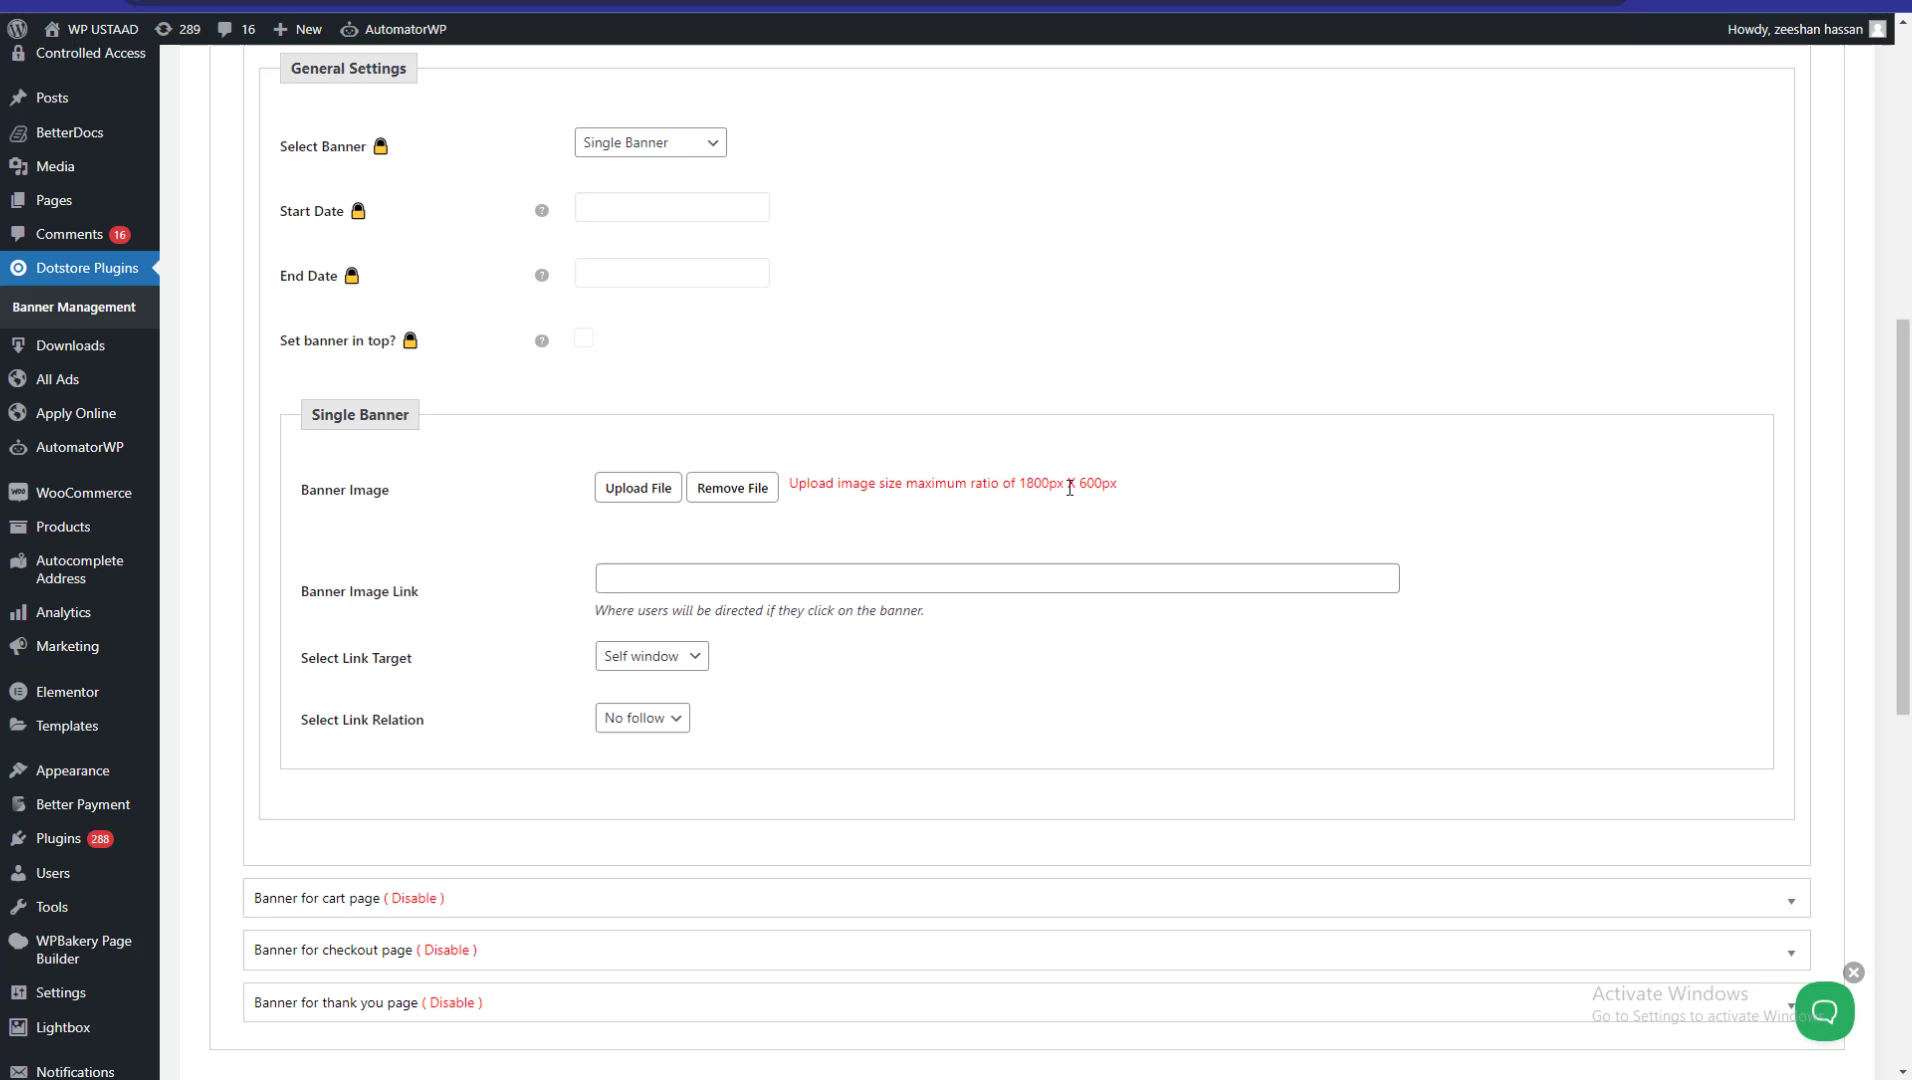 WP USTAAD
289
16
New
AutomatorWP
Howdy, zeeshan hassan
Controlled Access
Posts
BetterDocs
Media
Pages
Comments 16
Dotstore Plugins
Banner Management
Downloads
All Ads
Apply Online
AutomatorWP
WooCommerce
Products
Autocomplete
Address
Analytics
Marketing
Elementor
Templates
Appearance
Better Payment
Plugins 288
Users
Tools
WPBakery Page
Builder
Settings
Lightbox
Notifications
General Settings
Select Banner
Single Banner
Start Date
?
End Date
?
Set banner in top?
?
Single Banner
Banner Image
Upload File
Remove File
Upload image size maximum ratio of 1800px X 600px
Banner Image Link
Where users will be directed if they click on the banner.
Select Link Target
Self window
Select Link Relation
No follow
Banner for cart page ( Disable )
Banner for checkout page ( Disable )
Banner for thank you page ( Disable )
Activate Windows
Go to Settings to activate Windows.